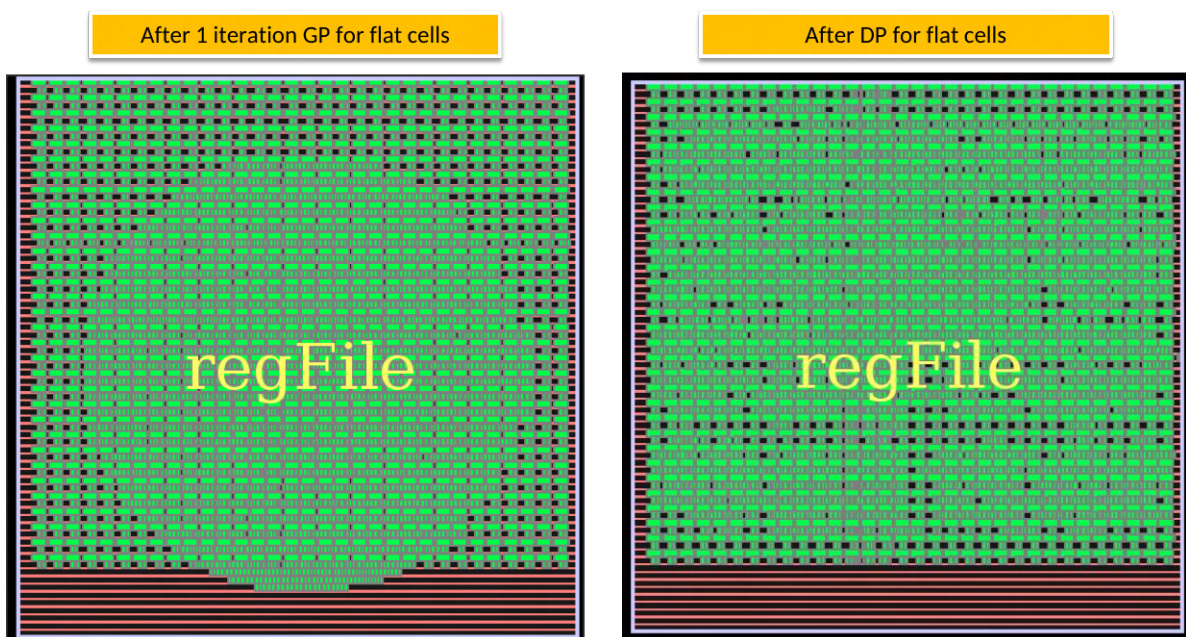 After 1 iteration GP for flat cells
After DP for flat cells
regFile
regFile